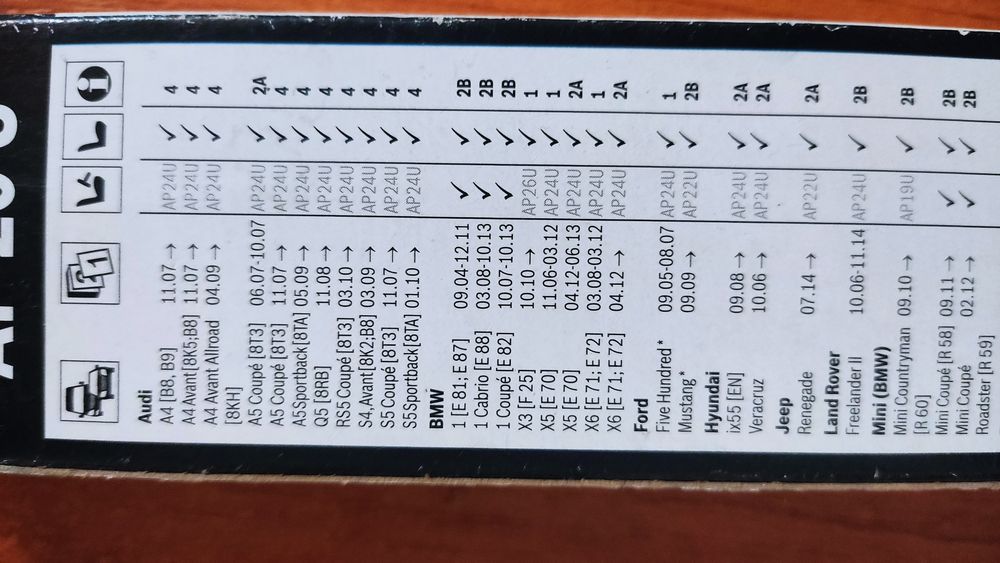 Audi
A4 [B8, B9] 11.07 → AP24U ✓ 4
A4 Avant[8K5;B8] 11.07 → AP24U ✓ 4
A4 Avant Allroad 04.09 → AP24U ✓ 4
[8KH]
A5 Coupé [8T3] 06.07-10.07 AP24U ✓ 2A
A5 Coupé [8T3] 11.07 → AP24U ✓ 4
A5Sportback[8TA] 05.09 → AP24U ✓ 4
Q5 [8RB] 11.08 → AP24U ✓ 4
RS5 Coupé [8T3] 03.10 → AP24U ✓ 4
S4,Avant[8K2;B8] 03.09 → AP24U ✓ 4
S5 Coupé [8T3] 11.07 → AP24U ✓ 4
S5Sportback[8TA] 01.10 → AP24U ✓ 4
BMW
1 [E 81; E 87] 09.04-12.11 ✓ ✓ 2B
1 Cabrio [E 88] 03.08-10.13 ✓ ✓ 2B
1 Coupé [E 82] 10.07-10.13 ✓ ✓ 2B
X3 [F 25] 10.10 → AP26U ✓ 1
X5 [E 70] 11.06-03.12 AP24U ✓ 1
X5 [E 70] 04.12-06.13 AP24U ✓ 2A
X6 [E 71; E 72] 03.08-03.12 AP24U ✓ 1
X6 [E 71; E 72] 04.12 → AP24U ✓ 2A
Ford
Five Hundred* 09.05-08.07 AP24U ✓ 1
Mustang* 09.09 → AP22U ✓ 2B
Hyundai
ix55 [EN] 09.08 → AP24U ✓ 2A
Veracruz 10.06 → AP24U ✓ 2A
Jeep
Renegade 07.14 → AP22U ✓ 2A
Land Rover
Freelander II 10.06-11.14 AP24U ✓ 2B
Mini (BMW)
Mini Countryman 09.10 → AP19U ✓ 2B
[R 60]
Mini Coupé [R 58] 09.11 → ✓ ✓ 2B
Mini Coupé 02.12 → ✓ ✓ 2B
Roadster [R 59]